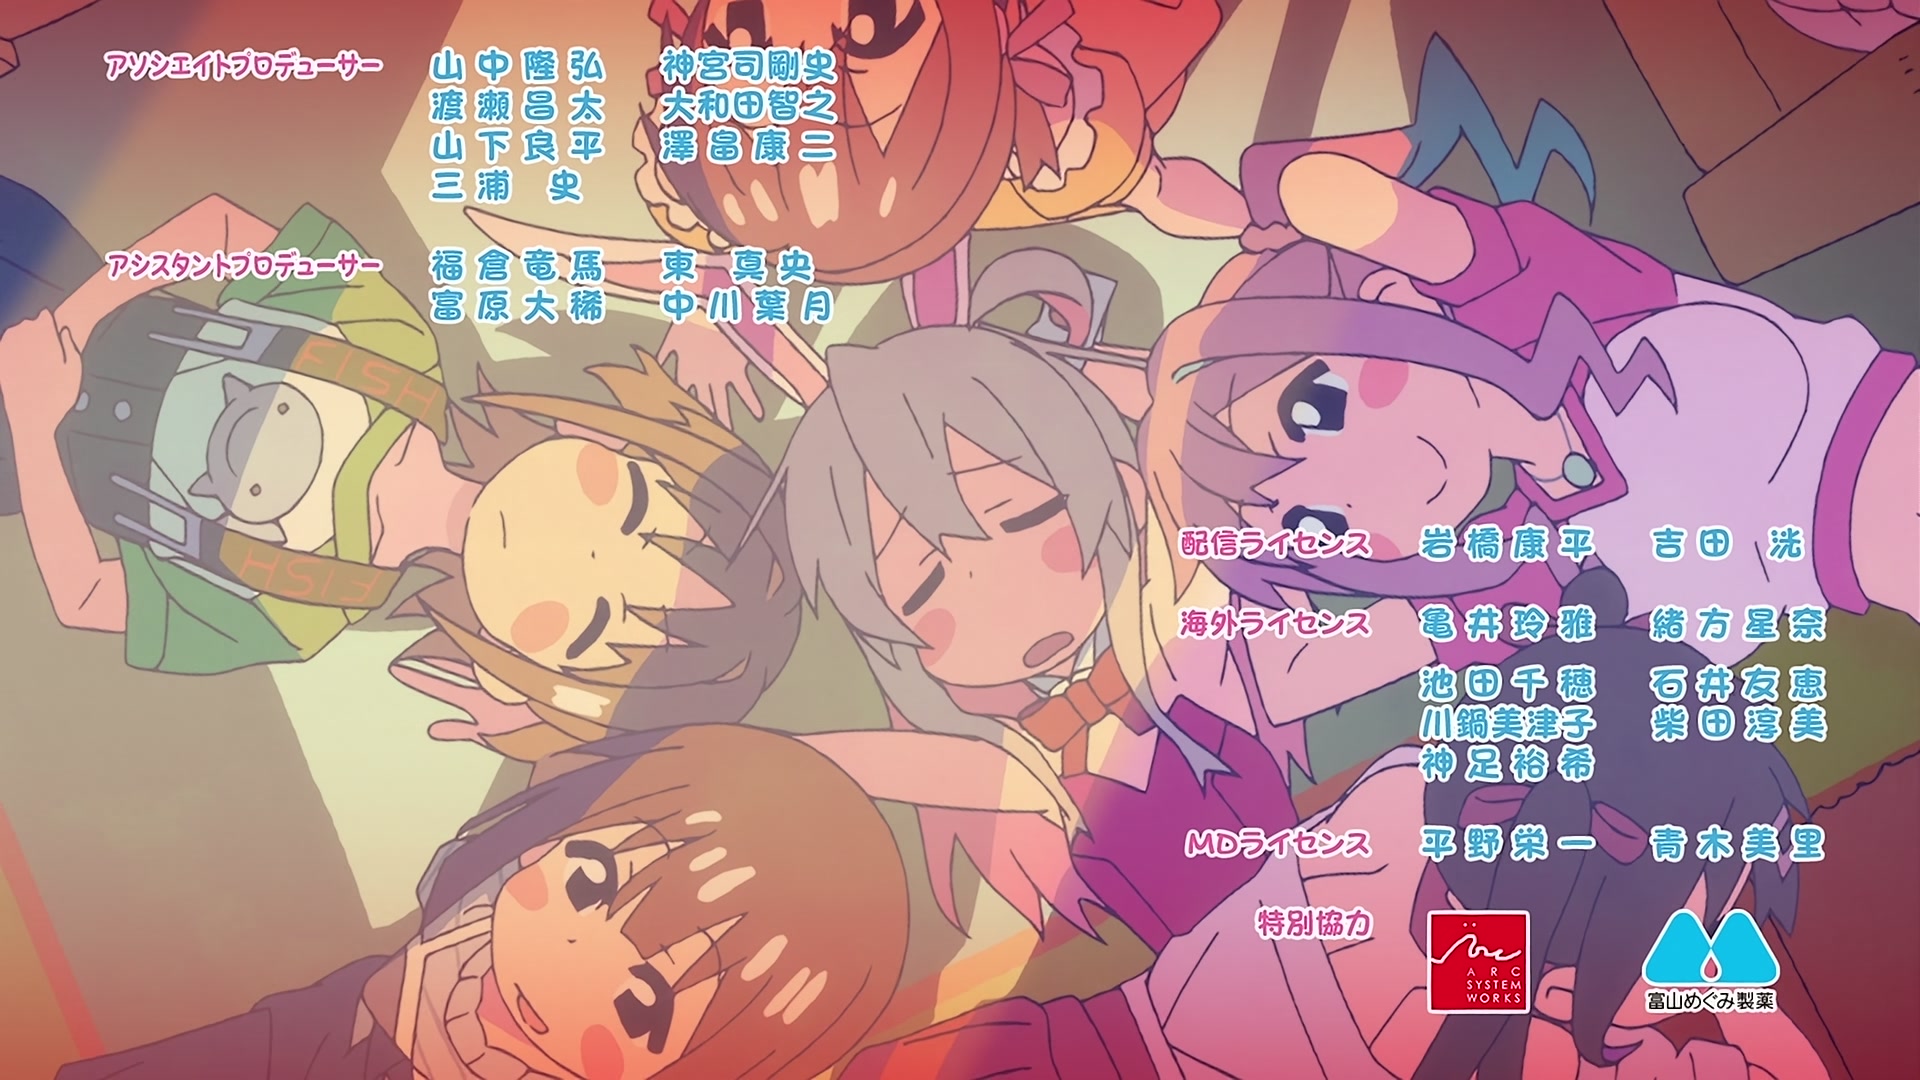 アソシエイトプロデューサー 山中隆弘 神宮司剛史
渡瀬昌太 大和田智之
山下良平 澤畠康二
三浦 史
アシスタントプロデューサー 福倉竜馬 東 真央
富原大稀 中川葉月
FISH
FISH
配信ライセンス 岩橋康平 吉田 洸
海外ライセンス 亀井玲雅 緒方星奈
池田千穂 石井友恵
川鍋美津子 柴田淳美
神足裕希
MDライセンス 平野栄一 青木美里
特別協力
ARC
SYSTEM
WORKS
富山めぐみ製薬